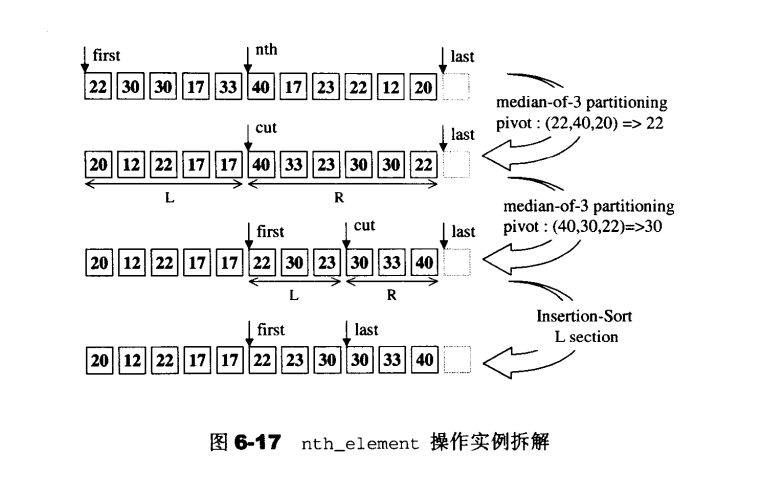 first nth last
22 30 30 17 33 40 17 23 22 12 20
median-of-3 partitioning
pivot : (22,40,20) => 22
cut last
20 12 22 17 17 40 33 23 30 30 22
L R
median-of-3 partitioning
pivot : (40,30,22)=>30
first cut last
20 12 22 17 17 22 30 23 30 33 40
L R
Insertion-Sort
L section
first last
20 12 22 17 17 22 23 30 30 33 40
图 6-17 nth_element 操作实例拆解